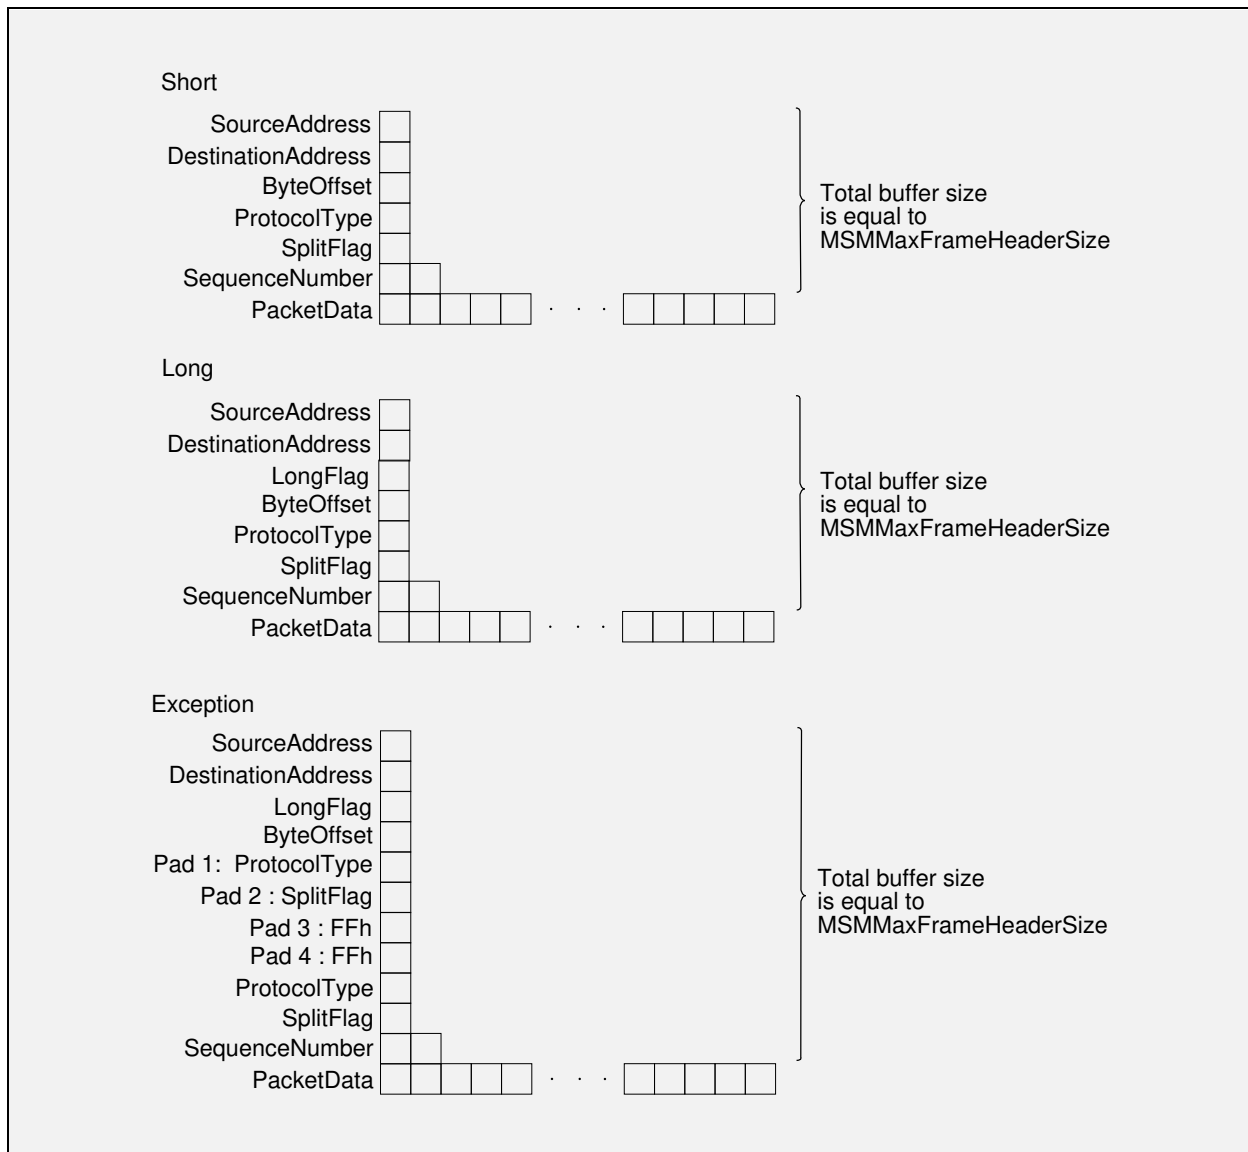 Short
SourceAddress
DestinationAddress
ByteOffset
ProtocolType
SplitFlag
SequenceNumber
PacketData
. . .
Total buffer size
is equal to
MSMMaxFrameHeaderSize
Long
SourceAddress
DestinationAddress
LongFlag
ByteOffset
ProtocolType
SplitFlag
SequenceNumber
PacketData
. . .
Total buffer size
is equal to
MSMMaxFrameHeaderSize
Exception
SourceAddress
DestinationAddress
LongFlag
ByteOffset
Pad 1: ProtocolType
Pad 2 : SplitFlag
Pad 3 : FFh
Pad 4 : FFh
ProtocolType
SplitFlag
SequenceNumber
PacketData
. . .
Total buffer size
is equal to
MSMMaxFrameHeaderSize